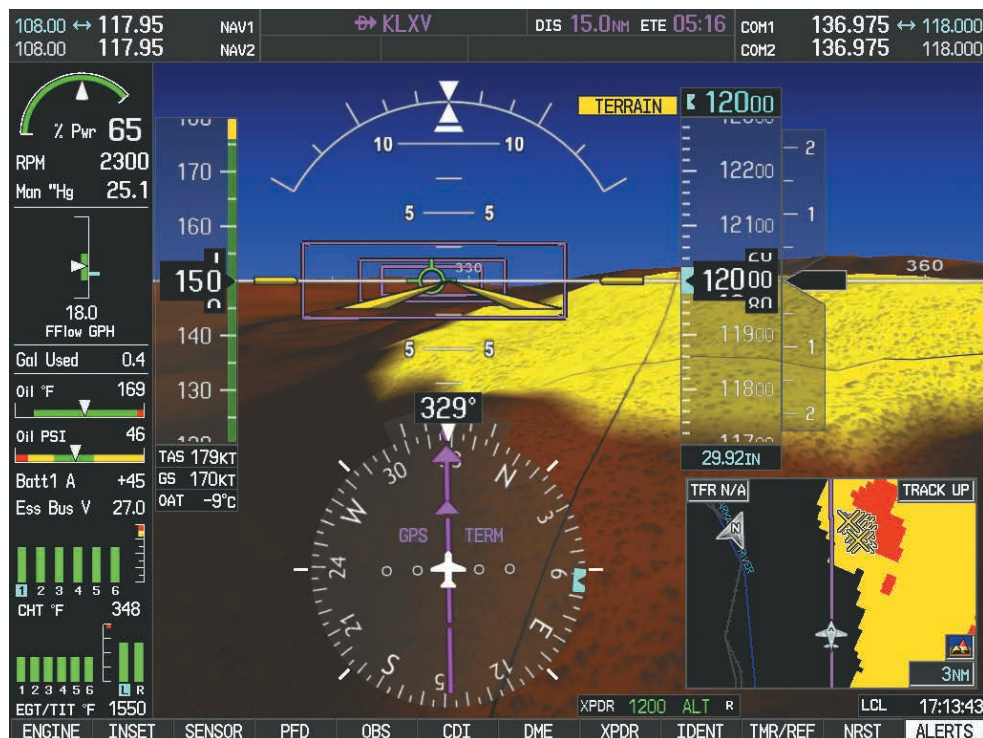 108.00 ↔ 117.95 NAV1
108.00 117.95 NAV2
D KLXV DIS 15.0NM ETE 05:16
COM1 136.975 ↔ 118.000
COM2 136.975 118.000
% Pwr 65
RPM 2300
Man "Hg 25.1
18.0
FFlow GPH
Gal Used 0.4
Oil °F 169
Oil PSI 46
Batt1 A +45
Ess Bus V 27.0
1 2 3 4 5 6
CHT °F 348
1 2 3 4 5 6 L R
EGT/TIT °F 1550
170
160
150
140
130
TAS 179KT
GS 170KT
OAT -9°C
10 10
5 5
5 5
330
360
TERRAIN
12000
12200
12100
20
12000
80
11900
11800
29.92IN
2
1
1
2
329°
N
3
6
E
12
15
S
21
24
W
30
GPS TERM
TFR N/A
TRACK UP
N
RIVER
3NM
XPDR 1200 ALT R
LCL 17:13:43
ENGINE INSET SENSOR PFD OBS CDI DME XPDR IDENT TMR/REF NRST ALERTS